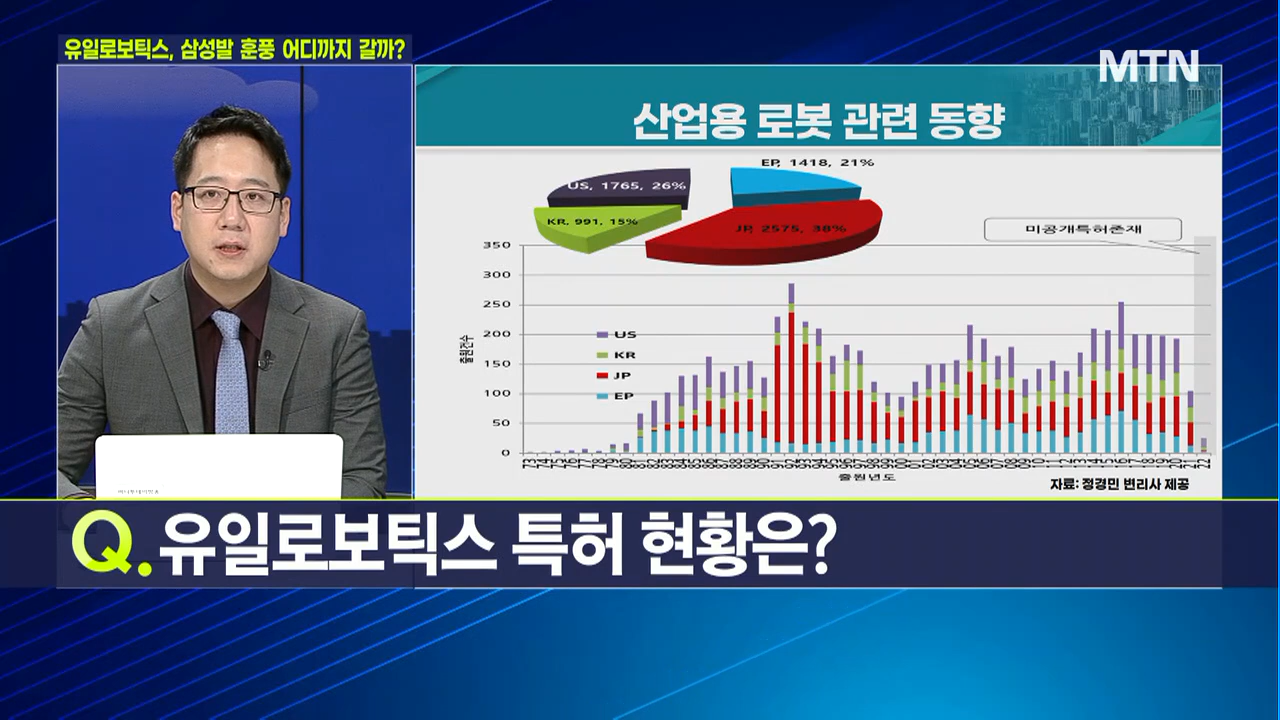 유일로보틱스, 삼성발 훈풍 어디까지 갈까?
MTN
산업용 로봇 관련 동향
EP, 1418, 21%
US, 1765, 26%
KR, 991, 15%
JP, 2575, 38%
미공개특허존재
350
300
250
200
150
100
50
0
출원건수
US
KR
JP
EP
출원년도
자료: 정경민 변리사 제공
Q. 유일로보틱스 특허 현황은?